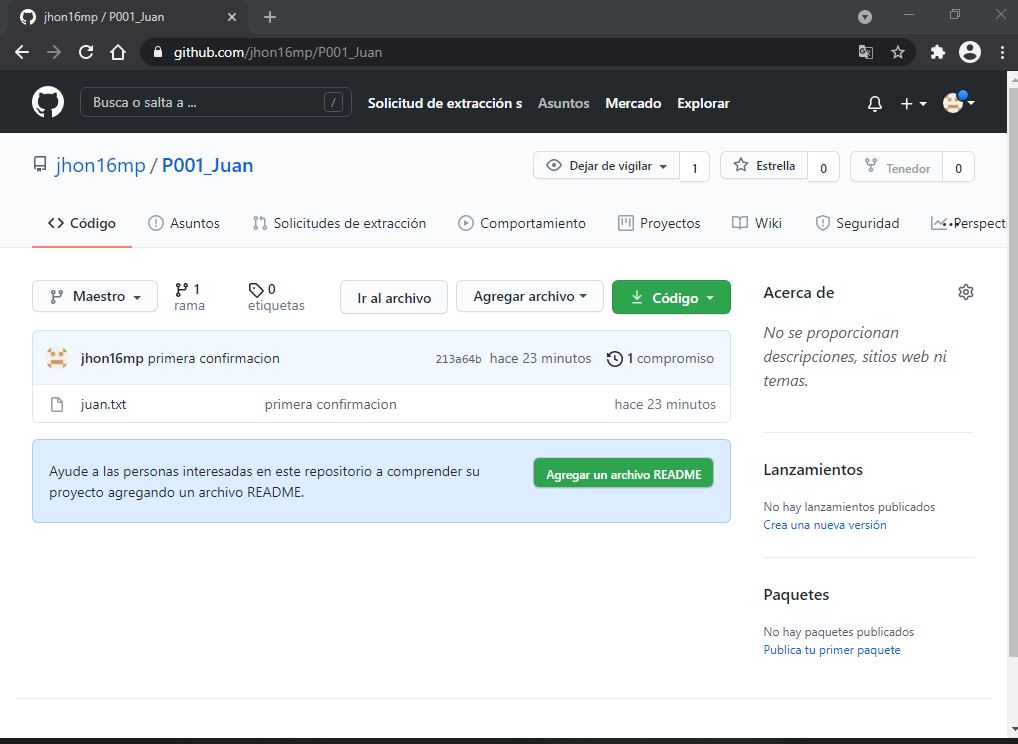 jhon16mp / P001_Juan
github.com/jhon16mp/P001_Juan
Busca o salta a ... /
Solicitud de extracción s Asuntos Mercado Explorar
jhon16mp / P001_Juan
Dejar de vigilar 1 Estrella 0 Tenedor 0
Código Asuntos Solicitudes de extracción Comportamiento Proyectos Wiki Seguridad Perspecti
Maestro 1 rama 0 etiquetas Ir al archivo Agregar archivo Código
jhon16mp primera confirmacion 213a64b hace 23 minutos 1 compromiso
juan.txt primera confirmacion hace 23 minutos
Ayude a las personas interesadas en este repositorio a comprender su
proyecto agregando un archivo README.
Agregar un archivo README
Acerca de
No se proporcionan
descripciones, sitios web ni
temas.
Lanzamientos
No hay lanzamientos publicados
Crea una nueva versión
Paquetes
No hay paquetes publicados
Publica tu primer paquete